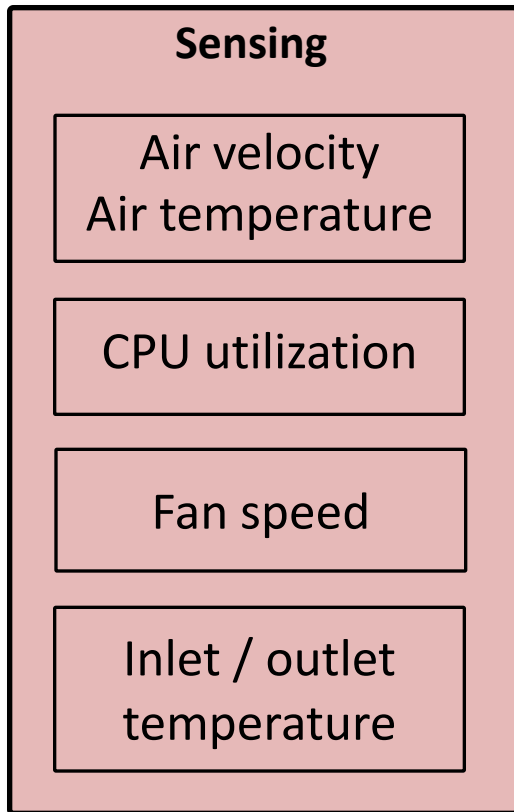 Sensing
Air velocity
Air temperature
CPU utilization
Fan speed
Inlet / outlet
temperature